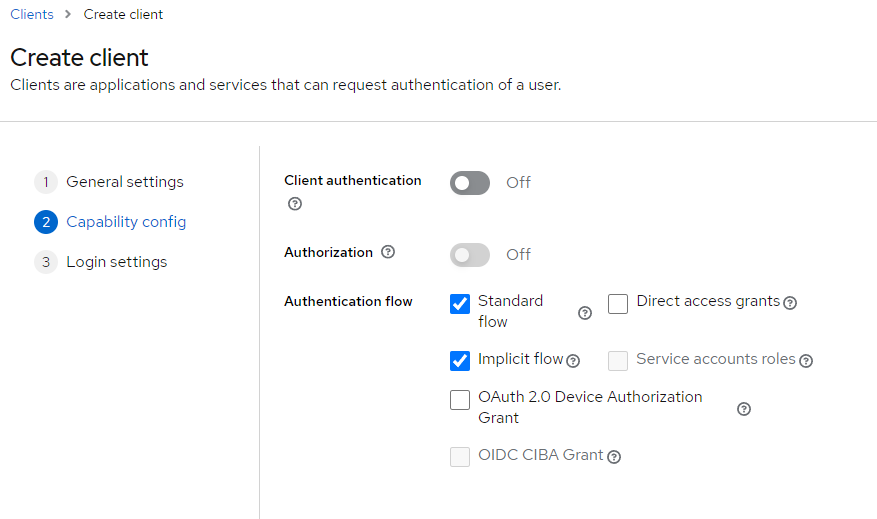 Clients > Create client
Create client
Clients are applications and services that can request authentication of a user.
1 General settings
2 Capability config
3 Login settings
Client authentication
Off
Authorization
Off
Authentication flow
Standard
flow
Direct access grants
Implicit flow
Service accounts roles
OAuth 2.0 Device Authorization
Grant
OIDC CIBA Grant